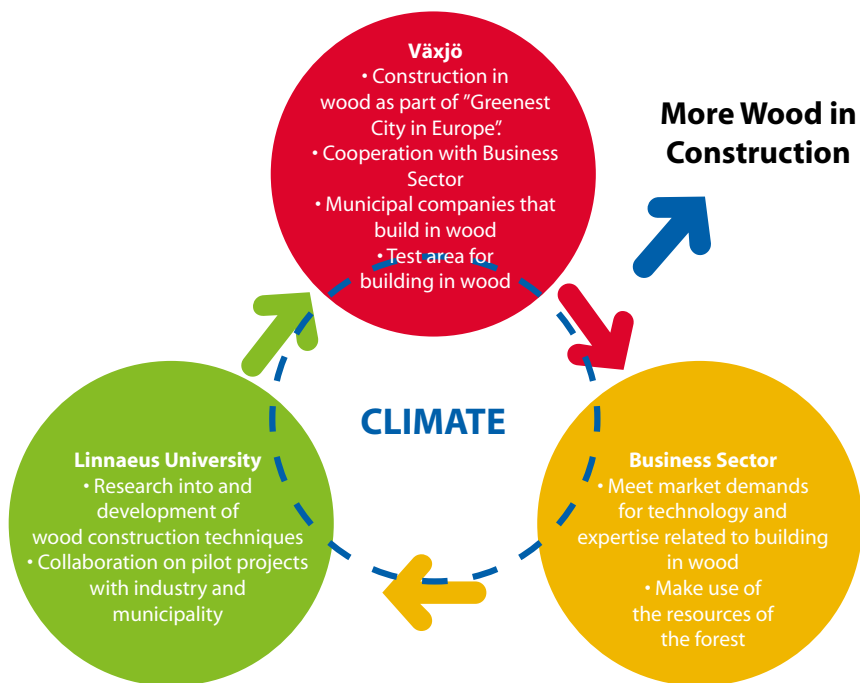 Växjö
• Construction in
wood as part of ”Greenest
City in Europe”.
• Cooperation with Business
Sector
• Municipal companies that
build in wood
• Test area for
building in wood
More Wood in
Construction
CLIMATE
Linnaeus University
• Research into and
development of
wood construction techniques
• Collaboration on pilot projects
with industry and
municipality
Business Sector
• Meet market demands
for technology and
expertise related to building
in wood
• Make use of
the resources of
the forest